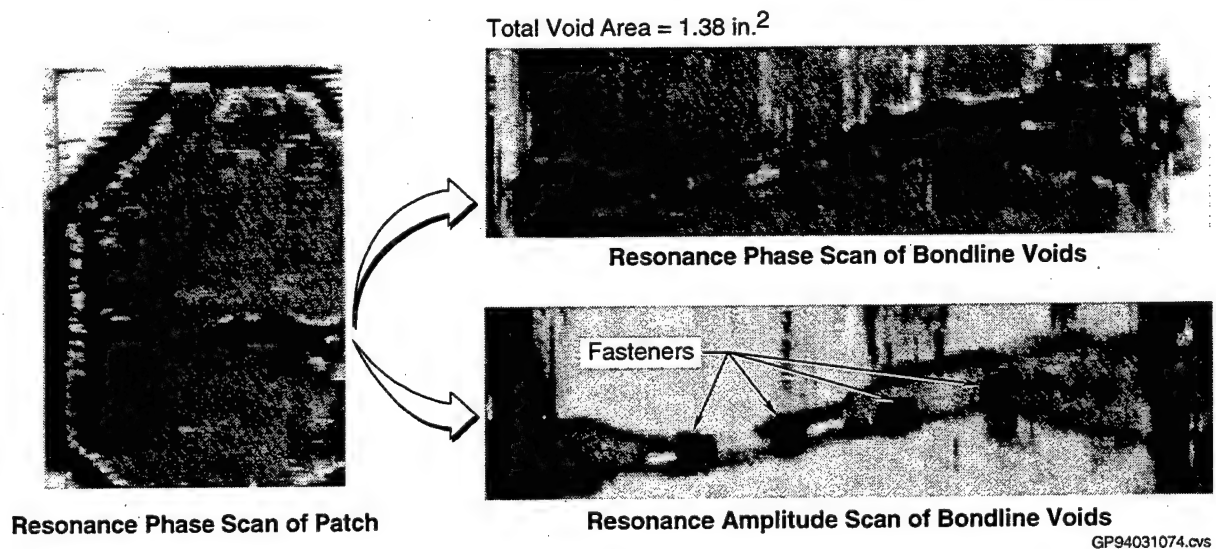 Total Void Area = 1.38 in.2
Resonance Phase Scan of Bondline Voids
Fasteners
Resonance Phase Scan of Patch
Resonance Amplitude Scan of Bondline Voids
GP94031074.cvs